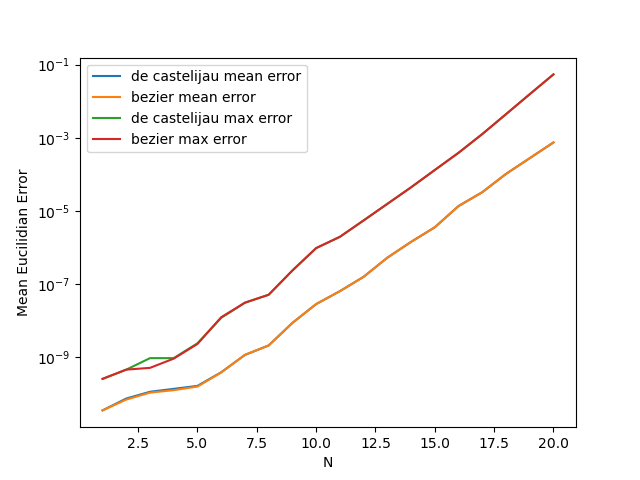 de castelijau mean error
bezier mean error
de castelijau max error
bezier max error
Mean Eucilidian Error
10⁻¹
10⁻³
10⁻⁵
10⁻⁷
10⁻⁹
2.5 5.0 7.5 10.0 12.5 15.0 17.5 20.0
N